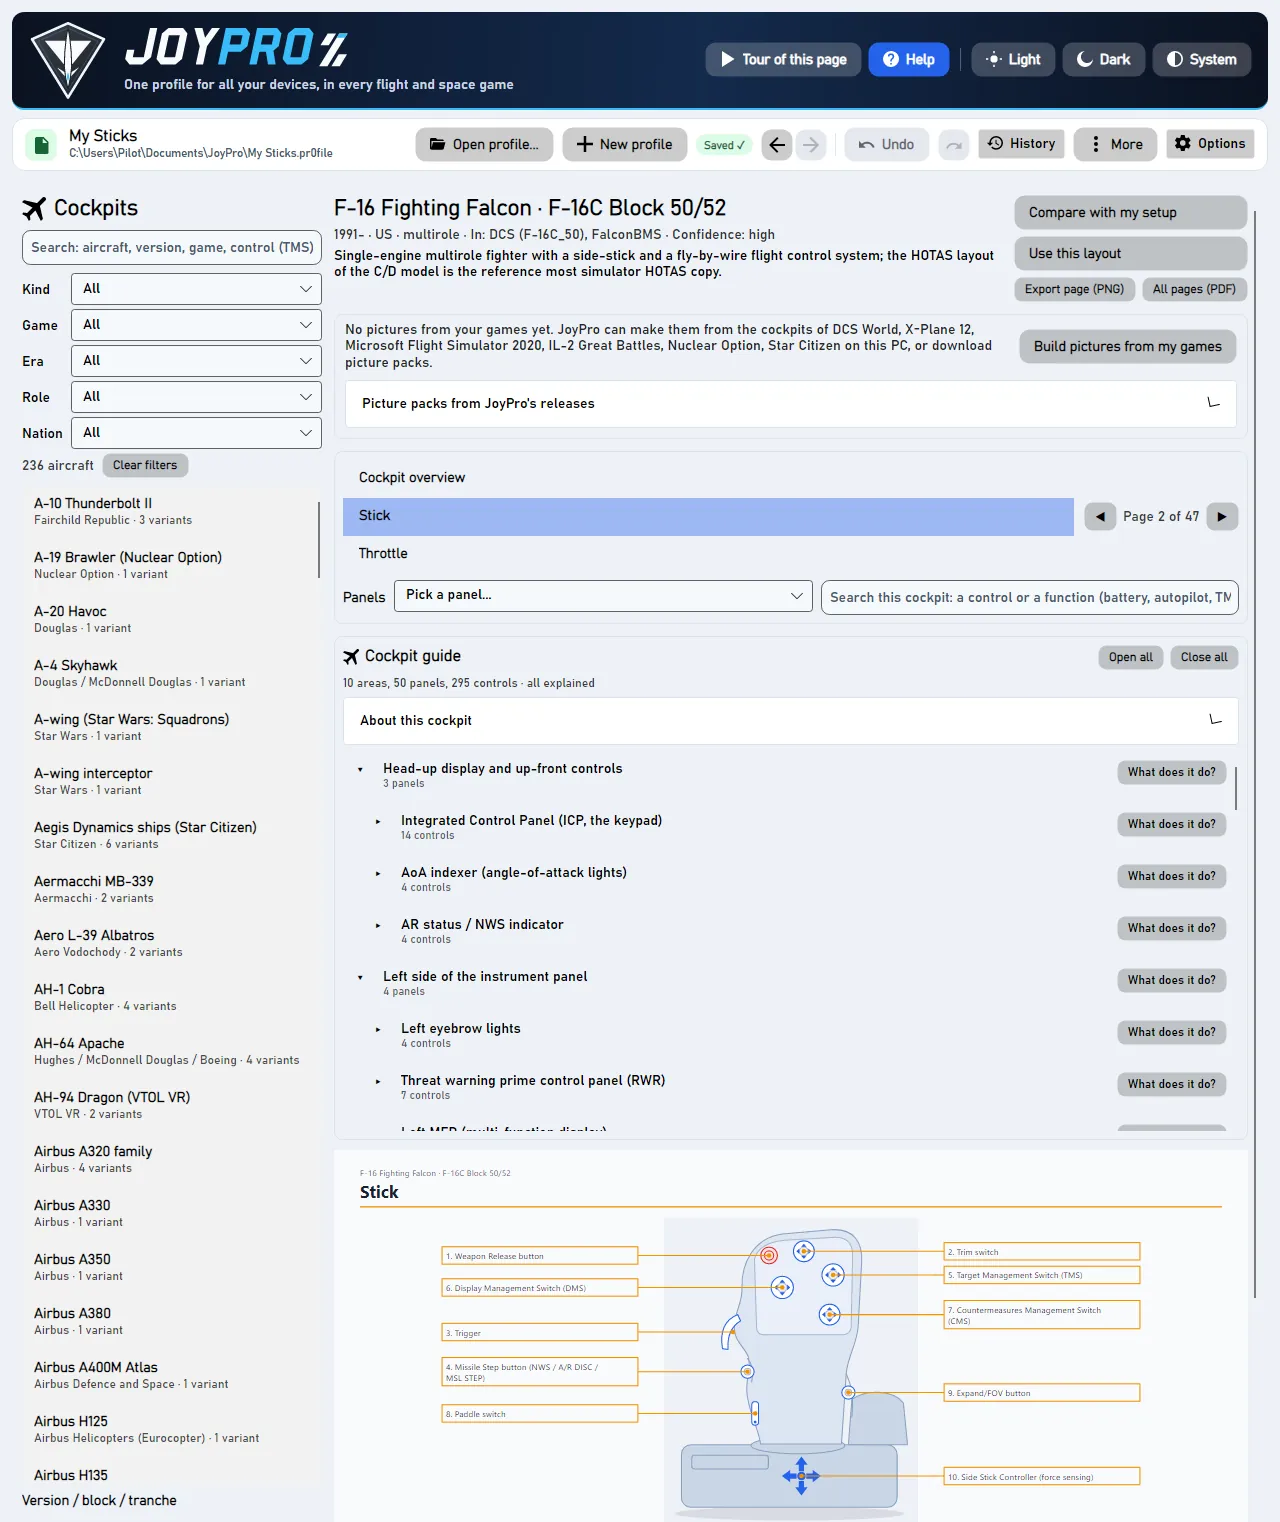 JOYPRO
One profile for all your devices, in every flight and space game
Tour of this page
Help
Light
Dark
System
My Sticks
C:\Users\Pilot\Documents\JoyPro\My Sticks.pr0file
Open profile...
New profile
Saved ✓
Undo
History
More
Options
Cockpits
Search: aircraft, version, game, control (TMS)
Kind
All
Game
All
Era
All
Role
All
Nation
All
236 aircraft
Clear filters
A-10 Thunderbolt II
Fairchild Republic · 3 variants
A-19 Brawler (Nuclear Option)
Nuclear Option · 1 variant
A-20 Havoc
Douglas · 1 variant
A-4 Skyhawk
Douglas / McDonnell Douglas · 1 variant
A-wing (Star Wars: Squadrons)
Star Wars · 1 variant
A-wing interceptor
Star Wars · 1 variant
Aegis Dynamics ships (Star Citizen)
Star Citizen · 6 variants
Aermacchi MB-339
Aermacchi · 2 variants
Aero L-39 Albatros
Aero Vodochody · 2 variants
AH-1 Cobra
Bell Helicopter · 4 variants
AH-64 Apache
Hughes / McDonnell Douglas / Boeing · 4 variants
AH-94 Dragon (VTOL VR)
VTOL VR · 2 variants
Airbus A320 family
Airbus · 4 variants
Airbus A330
Airbus · 1 variant
Airbus A350
Airbus · 1 variant
Airbus A380
Airbus · 1 variant
Airbus A400M Atlas
Airbus Defence and Space · 1 variant
Airbus H125
Airbus Helicopters (Eurocopter) · 1 variant
Airbus H135
Version / block / tranche
F-16 Fighting Falcon · F-16C Block 50/52
1991- · US · multirole · In: DCS (F-16C_50), FalconBMS · Confidence: high
Single-engine multirole fighter with a side-stick and a fly-by-wire flight control system; the HOTAS layout
of the C/D model is the reference most simulator HOTAS copy.
Compare with my setup
Use this layout
Export page (PNG)
All pages (PDF)
No pictures from your games yet. JoyPro can make them from the cockpits of DCS World, X-Plane 12,
Microsoft Flight Simulator 2020, IL-2 Great Battles, Nuclear Option, Star Citizen on this PC, or download
picture packs.
Build pictures from my games
Picture packs from JoyPro's releases
Cockpit overview
Stick
Throttle
Page 2 of 47
Panels
Pick a panel...
Search this cockpit: a control or a function (battery, autopilot, TM
Cockpit guide
Open all
Close all
10 areas, 50 panels, 295 controls · all explained
About this cockpit
Head-up display and up-front controls
3 panels
What does it do?
Integrated Control Panel (ICP, the keypad)
14 controls
What does it do?
AoA indexer (angle-of-attack lights)
4 controls
What does it do?
AR status / NWS indicator
4 controls
What does it do?
Left side of the instrument panel
4 panels
What does it do?
Left eyebrow lights
4 controls
What does it do?
Threat warning prime control panel (RWR)
7 controls
What does it do?
Left MFD (multi-function display)
F-16 Fighting Falcon · F-16C Block 50/52
Stick
1. Weapon Release button
2. Trim switch
5. Target Management Switch (TMS)
6. Display Management Switch (DMS)
7. Countermeasures Management Switch
(CMS)
3. Trigger
4. Missile Step button (NWS / A/R DISC /
MSL STEP)
9. Expand/FOV button
8. Paddle switch
10. Side Stick Controller (force sensing)